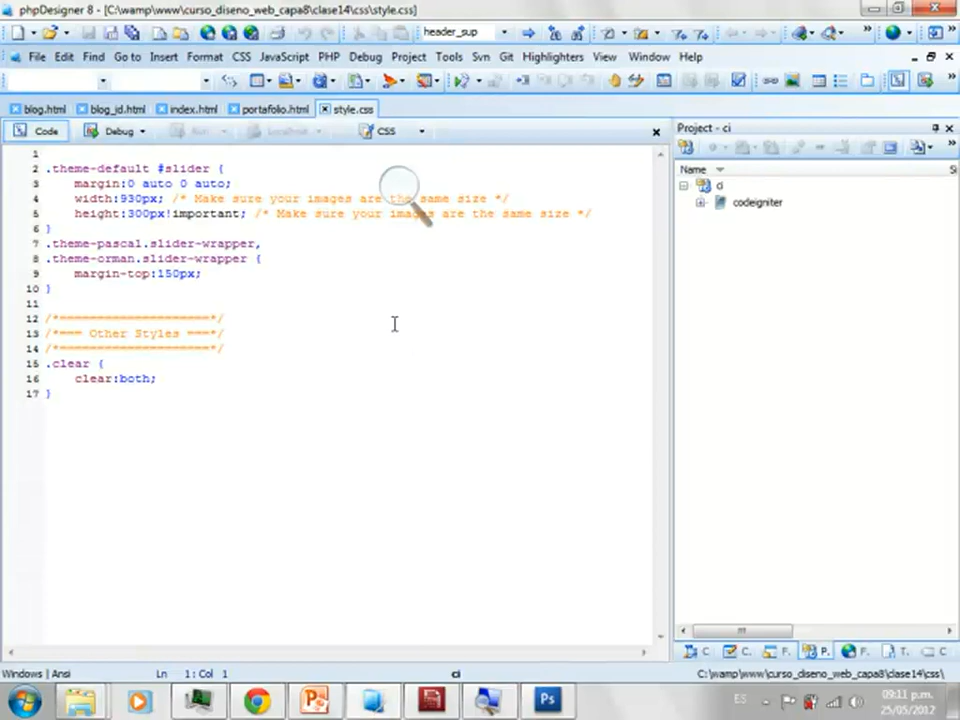 phpDesigner 8 - [C:\wamp\www\curso_diseno_web_capa8\clase14\css\style.css]
header_sup
File Edit Find Go to Insert Format CSS JavaScript PHP Debug Project Tools Svn Git Highlighters View Window Help
blog.html blog_id.html index.html portafolio.html style.css
Code Debug Run Localhost CSS
Project - ci
Name
ci
codeigniter
1
2 .theme-default #slider {
3 margin:0 auto 0 auto;
4 width:930px; /* Make sure your images are the same size */
5 height:300px!important; /* Make sure your images are the same size */
6 }
7 .theme-pascal.slider-wrapper,
8 .theme-orman.slider-wrapper {
9 margin-top:150px;
10 }
11
12 /*====================*/
13 /*=== Other Styles ===*/
14 /*====================*/
15 .clear {
16 clear:both;
17 }
C C. F. P. F. T. C
Windows | Ansi Ln 1 : Col 1 ci C:\wamp\www\curso_diseno_web_capa8\clase14\css\
Ps ES 09:11 p.m.
25/05/2012